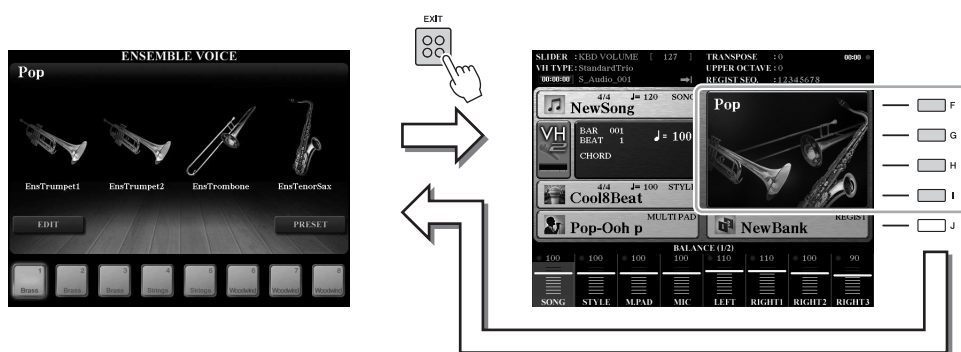 EXIT
ENSEMBLE VOICE
Pop
EnsTrumpet1 EnsTrumpet2 EnsTrombone EnsTenorSax
EDIT PRESET
1 2 3 4 5 6 7 8
Brass Brass Brass Strings Strings Woodwind Woodwind Woodwind
SLIDER :KBD VOLUME [ 127 ] TRANSPOSE :0 00:00
VH TYPE:StandardTrio UPPER OCTAVE:0
00:00:00 S_Audio_001 REGIST SEQ. :12345678
4/4 ♩= 120 SONG
NewSong
VH2
BAR 001
BEAT 1 ♩= 100
CHORD
4/4 ♩= 100 STYLE
Cool8Beat
MULTI PAD
Pop-Ooh p
Pop
REGIST
NewBank
BALANCE (1/2)
100 100 100 100 110 110 100 90
SONG STYLE M.PAD MIC LEFT RIGHT1 RIGHT2 RIGHT3
F
G
H
I
J